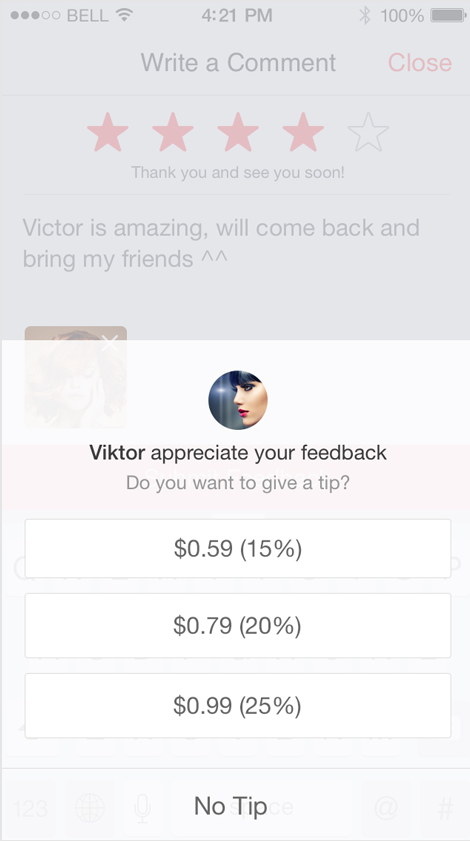 BELL 4:21 PM 100%
Write a Comment Close
Thank you and see you soon!
Victor is amazing, will come back and
bring my friends ^^
Viktor appreciate your feedback
Do you want to give a tip?
$0.59 (15%)
$0.79 (20%)
$0.99 (25%)
123 No Tip space @ #